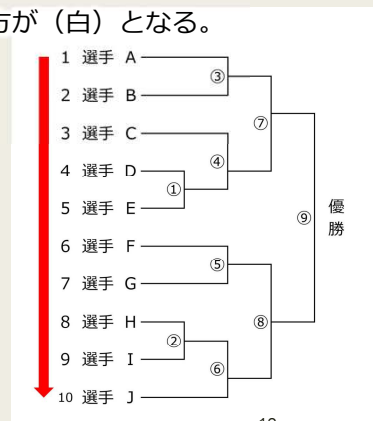 方が（白）となる。
1 選手 A
③
2 選手 B
⑦
3 選手 C
④
4 選手 D
①
5 選手 E
⑨
優勝
6 選手 F
⑤
7 選手 G
8 選手 H
⑧
②
9 選手 I
⑥
10 選手 J